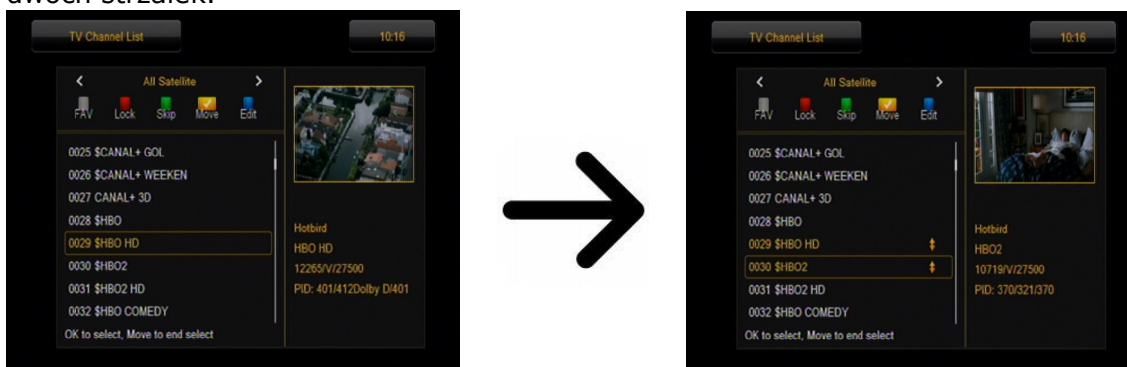 dwóch strzałek.
TV Channel List
10:16
All Satellite
FAV Lock Skip Move Edit
0025 $CANAL+ GOL
0026 $CANAL+ WEEKEN
0027 CANAL+ 3D
0028 $HBO
0029 $HBO HD
0030 $HBO2
0031 $HBO2 HD
0032 $HBO COMEDY
OK to select, Move to end select
Hotbird
HBO HD
12265/V/27500
PID: 401/412Dolby D/401
TV Channel List
10:16
All Satellite
FAV Lock Skip Move Edit
0025 $CANAL+ GOL
0026 $CANAL+ WEEKEN
0027 CANAL+ 3D
0028 $HBO
0029 $HBO HD
0030 $HBO2
0031 $HBO2 HD
0032 $HBO COMEDY
OK to select, Move to end select
Hotbird
HBO2
10719/V/27500
PID: 370/321/370